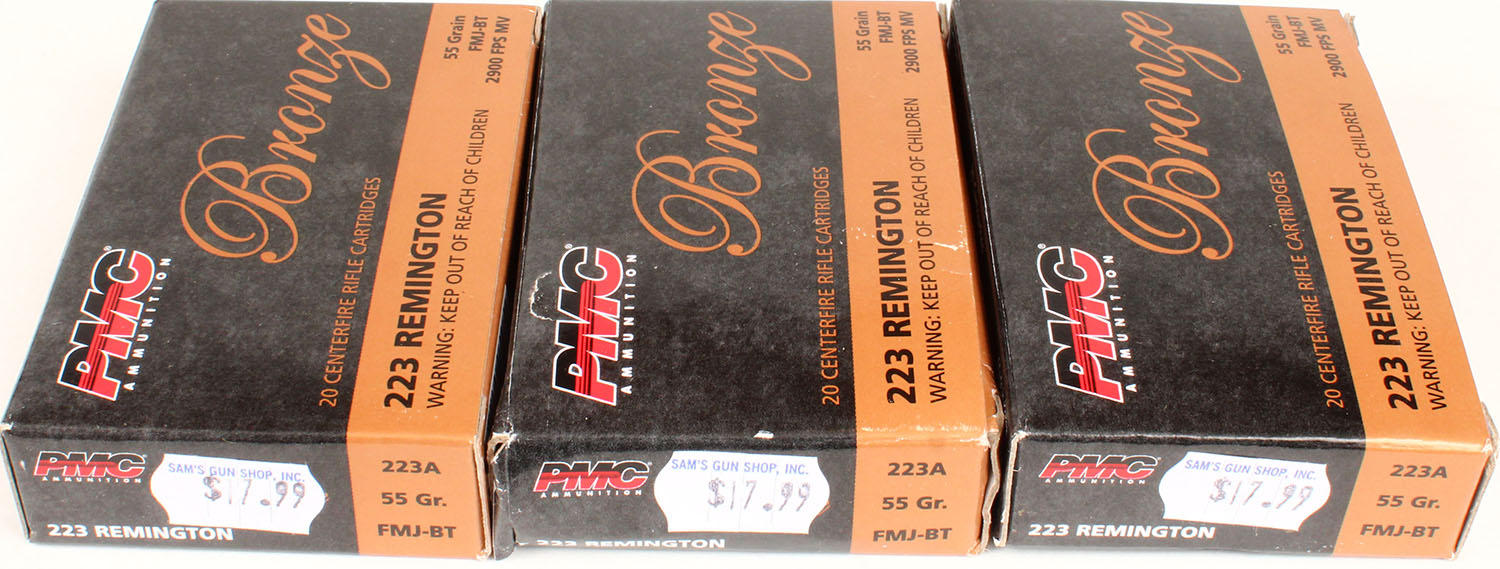 PMC®
AMMUNITION
Bronze
20 CENTERFIRE RIFLE CARTRIDGES
223 REMINGTON
WARNING: KEEP OUT OF REACH OF CHILDREN
55 Grain
FMJ-BT
2900 FPS MV
PMC
AMMUNITION
223 REMINGTON
SAM'S GUN SHOP, INC.
$17.99
223A
55 Gr.
FMJ-BT
PMC®
AMMUNITION
Bronze
20 CENTERFIRE RIFLE CARTRIDGES
223 REMINGTON
WARNING: KEEP OUT OF REACH OF CHILDREN
55 Grain
FMJ-BT
2900 FPS MV
PMC
AMMUNITION
223 REMINGTON
SAM'S GUN SHOP, INC.
$17.99
223A
55 Gr.
FMJ-BT
PMC®
AMMUNITION
Bronze
20 CENTERFIRE RIFLE CARTRIDGES
223 REMINGTON
WARNING: KEEP OUT OF REACH OF CHILDREN
55 Grain
FMJ-BT
2900 FPS MV
PMC
AMMUNITION
223 REMINGTON
SAM'S GUN SHOP, INC.
$17.99
223A
55 Gr.
FMJ-BT